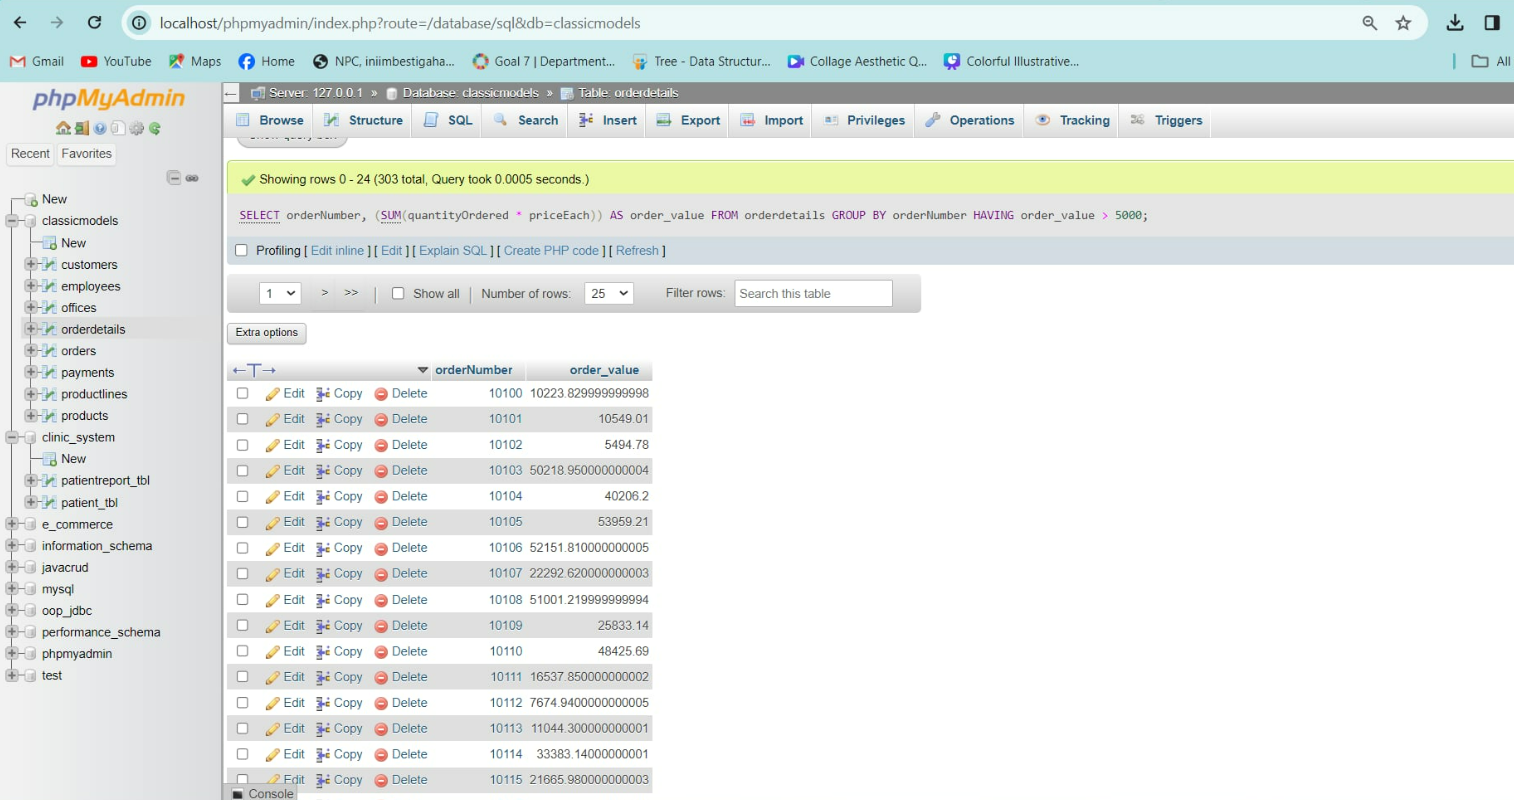 localhost/phpmyadmin/index.php?route=/database/sql&db=classicmodels
Gmail YouTube Maps Home NPC, iniimbestigaha... Goal 7 | Department... Tree - Data Structur... Collage Aesthetic Q... Colorful Illustrative... All
phpMyAdmin
Recent Favorites
New
classicmodels
New
customers
employees
offices
orderdetails
orders
payments
productlines
products
clinic_system
New
patientreport_tbl
patient_tbl
e_commerce
information_schema
javacrud
mysql
oop_jdbc
performance_schema
phpmyadmin
test
Server: 127.0.0.1 » Database: classicmodels » Table: orderdetails
Browse Structure SQL Search Insert Export Import Privileges Operations Tracking Triggers
Showing rows 0 - 24 (303 total, Query took 0.0005 seconds.)
SELECT orderNumber, (SUM(quantityOrdered * priceEach)) AS order_value FROM orderdetails GROUP BY orderNumber HAVING order_value > 5000;
Profiling [ Edit inline ] [ Edit ] [ Explain SQL ] [ Create PHP code ] [ Refresh ]
1 > >> | Show all | Number of rows: 25 Filter rows: Search this table
Extra options
←T→ orderNumber order_value
Edit Copy Delete 10100 10223.829999999998
Edit Copy Delete 10101 10549.01
Edit Copy Delete 10102 5494.78
Edit Copy Delete 10103 50218.950000000004
Edit Copy Delete 10104 40206.2
Edit Copy Delete 10105 53959.21
Edit Copy Delete 10106 52151.810000000005
Edit Copy Delete 10107 22292.620000000003
Edit Copy Delete 10108 51001.219999999994
Edit Copy Delete 10109 25833.14
Edit Copy Delete 10110 48425.69
Edit Copy Delete 10111 16537.850000000002
Edit Copy Delete 10112 7674.9400000000005
Edit Copy Delete 10113 11044.300000000001
Edit Copy Delete 10114 33383.14000000001
Edit Copy Delete 10115 21665.980000000003
Console